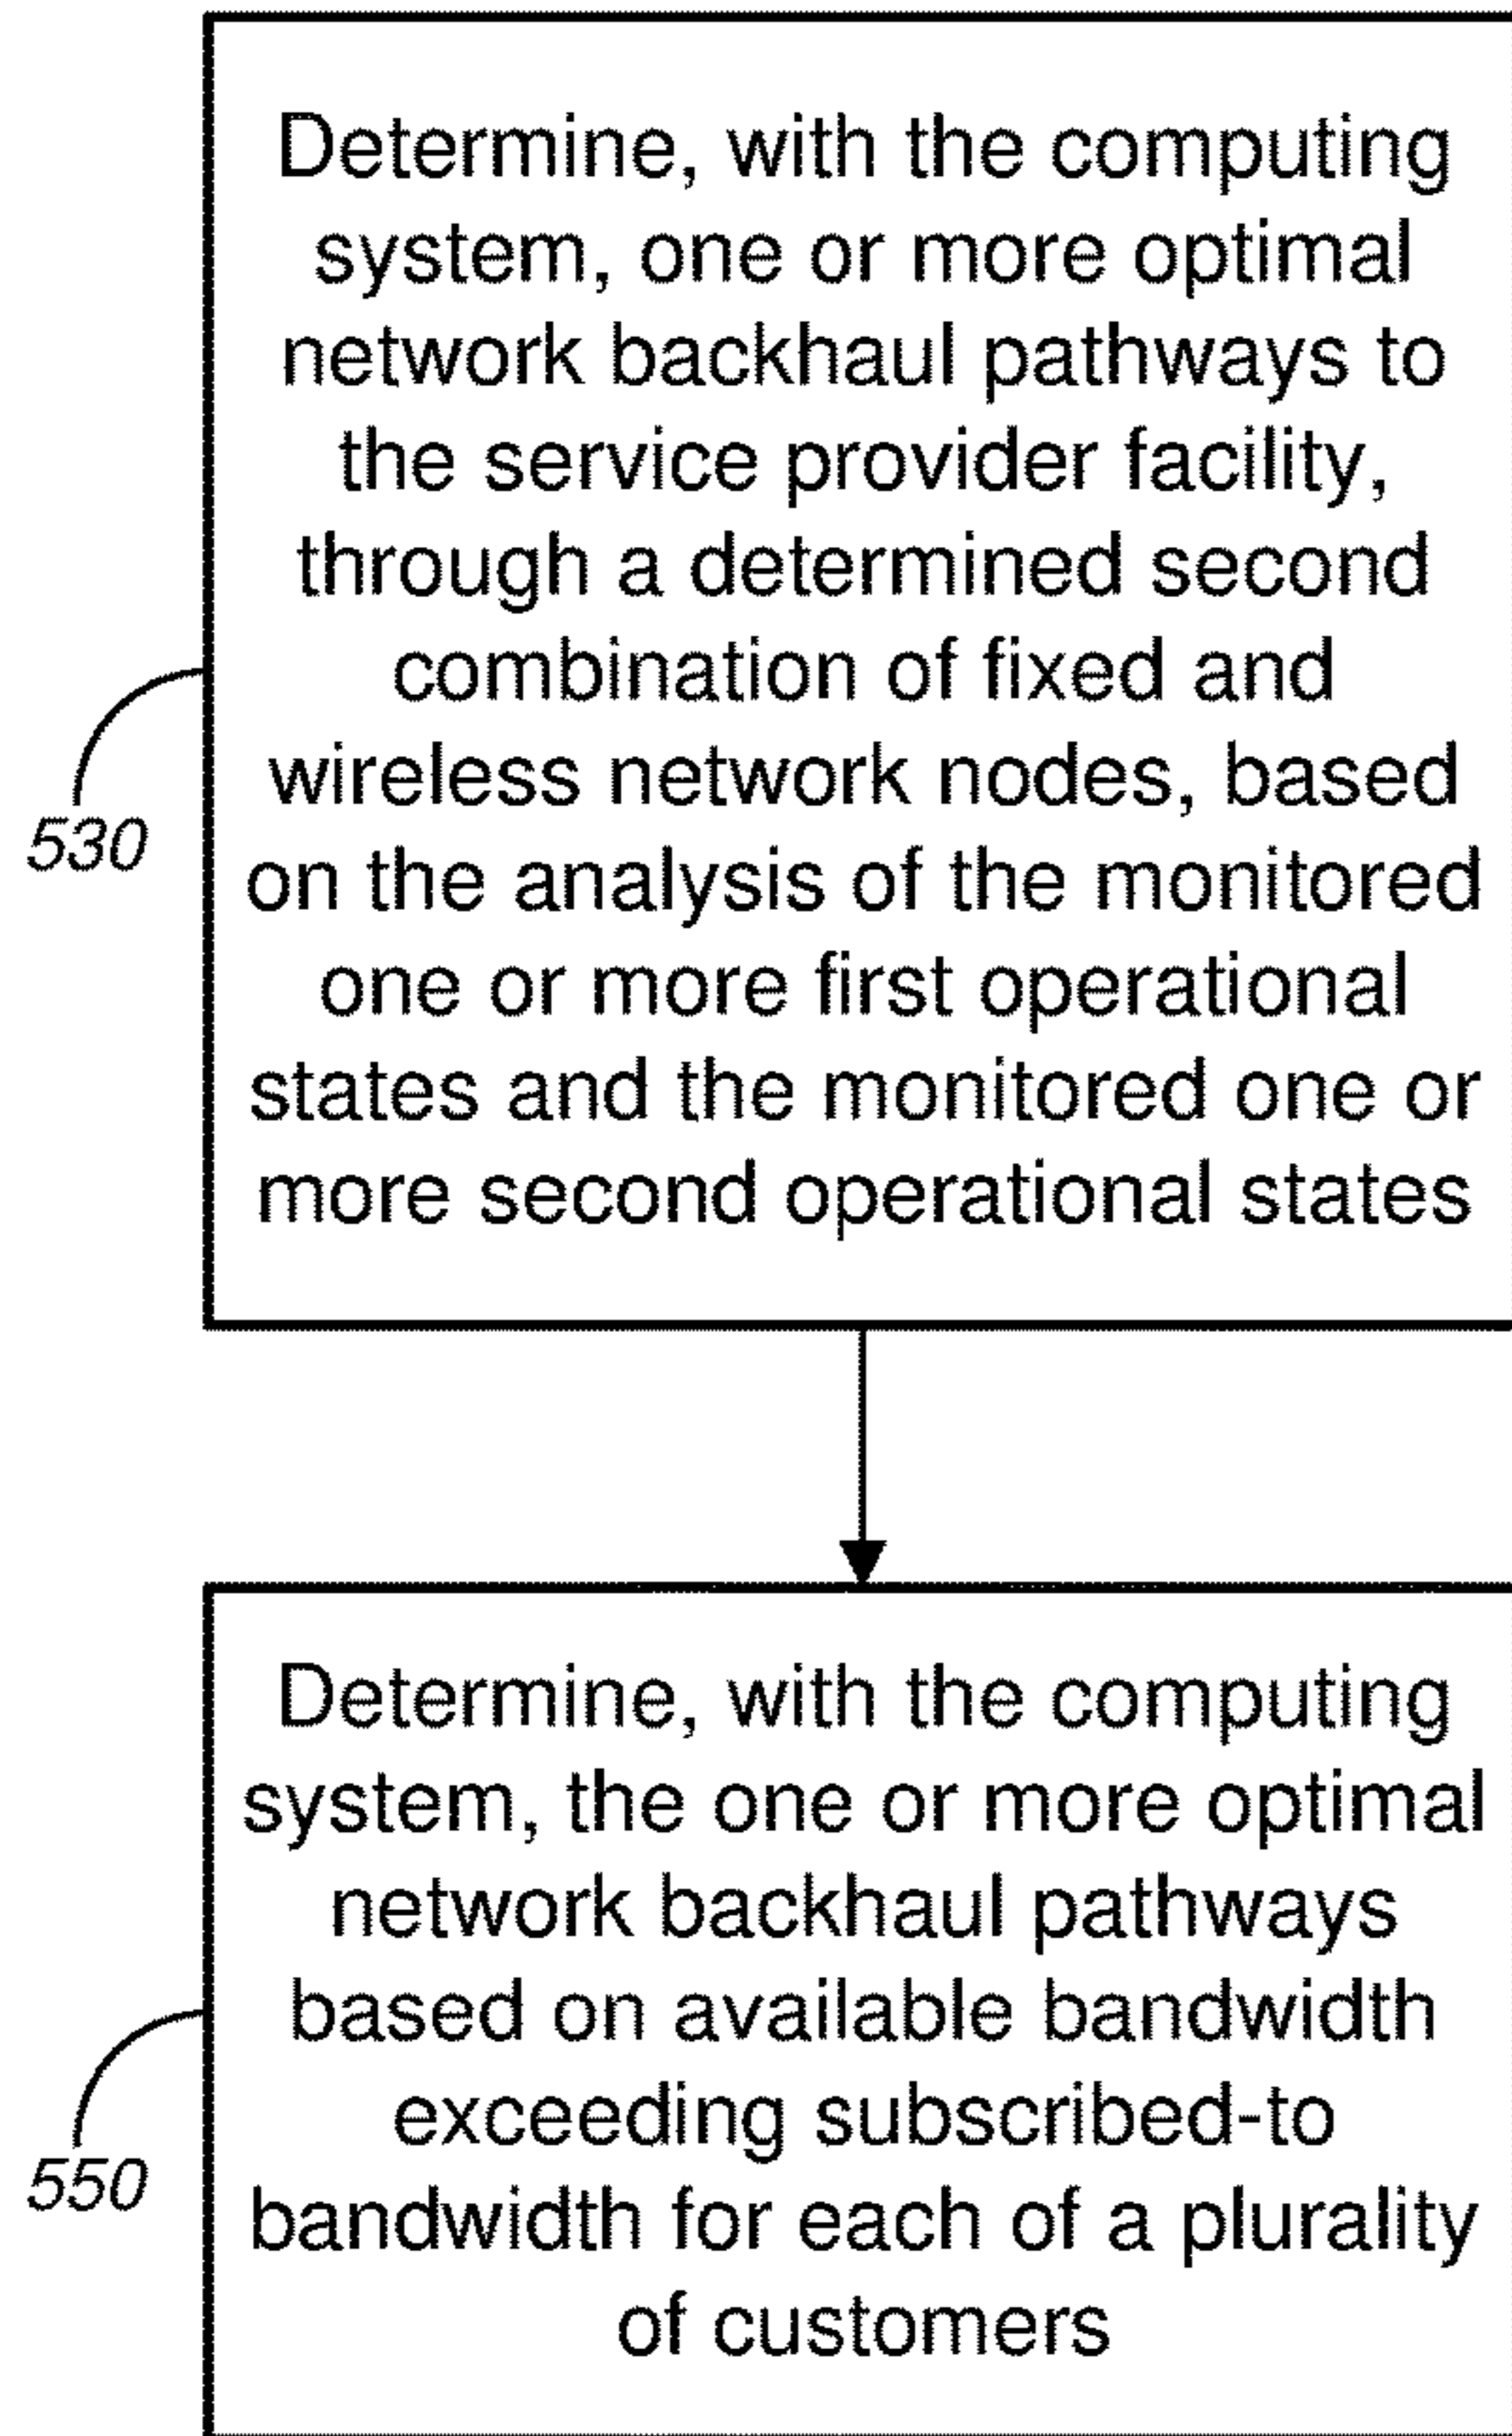 Determine, with the computing
system, one or more optimal
network backhaul pathways to
the service provider facility,
through a determined second
combination of fixed and
wireless network nodes, based
on the analysis of the monitored
one or more first operational
states and the monitored one or
more second operational states
530
Determine, with the computing
system, the one or more optimal
network backhaul pathways
based on available bandwidth
exceeding subscribed-to
bandwidth for each of a plurality
of customers
550